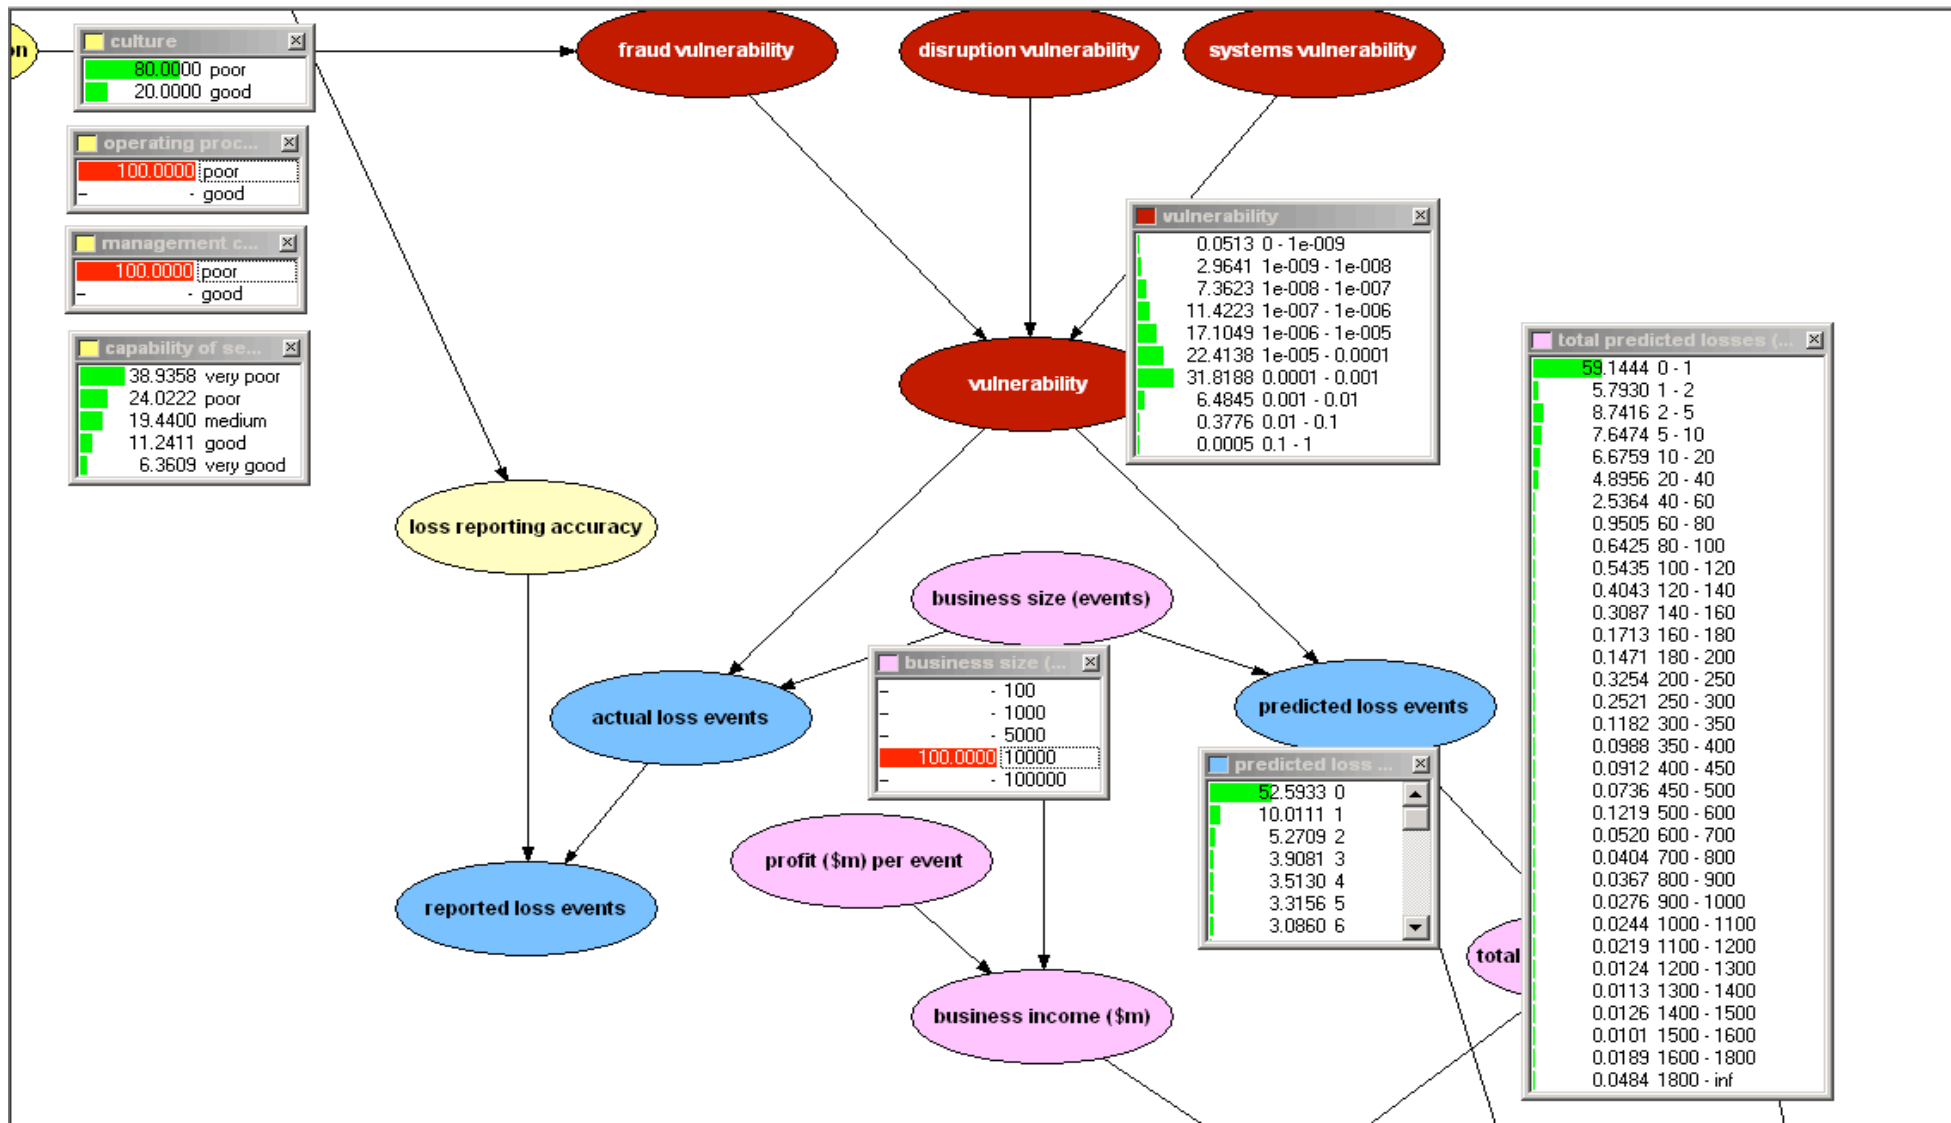 on
culture
80.0000 poor
20.0000 good
fraud vulnerability
disruption vulnerability
systems vulnerability
operating proc...
100.0000 poor
- - good
management c...
100.0000 poor
- - good
capability of se...
38.9358 very poor
24.0222 poor
19.4400 medium
11.2411 good
6.3609 very good
vulnerability
0.0513 0 - 1e-009
2.9641 1e-009 - 1e-008
7.3623 1e-008 - 1e-007
11.4223 1e-007 - 1e-006
17.1049 1e-006 - 1e-005
22.4138 1e-005 - 0.0001
31.8188 0.0001 - 0.001
6.4845 0.001 - 0.01
0.3776 0.01 - 0.1
0.0005 0.1 - 1
vulnerability
total predicted losses (...
59.1444 0 - 1
5.7930 1 - 2
8.7416 2 - 5
7.6474 5 - 10
6.6759 10 - 20
4.8956 20 - 40
2.5364 40 - 60
0.9505 60 - 80
0.6425 80 - 100
0.5435 100 - 120
0.4043 120 - 140
0.3087 140 - 160
0.1713 160 - 180
0.1471 180 - 200
0.3254 200 - 250
0.2521 250 - 300
0.1182 300 - 350
0.0988 350 - 400
0.0912 400 - 450
0.0736 450 - 500
0.1219 500 - 600
0.0520 600 - 700
0.0404 700 - 800
0.0367 800 - 900
0.0276 900 - 1000
0.0244 1000 - 1100
0.0219 1100 - 1200
0.0124 1200 - 1300
0.0113 1300 - 1400
0.0126 1400 - 1500
0.0101 1500 - 1600
0.0189 1600 - 1800
0.0484 1800 - inf
loss reporting accuracy
business size (events)
business size (...
- - 100
- - 1000
- - 5000
100.0000 10000
- - 100000
actual loss events
predicted loss events
predicted loss ...
52.5933 0
10.0111 1
5.2709 2
3.9081 3
3.5130 4
3.3156 5
3.0860 6
profit ($m) per event
reported loss events
total
business income ($m)